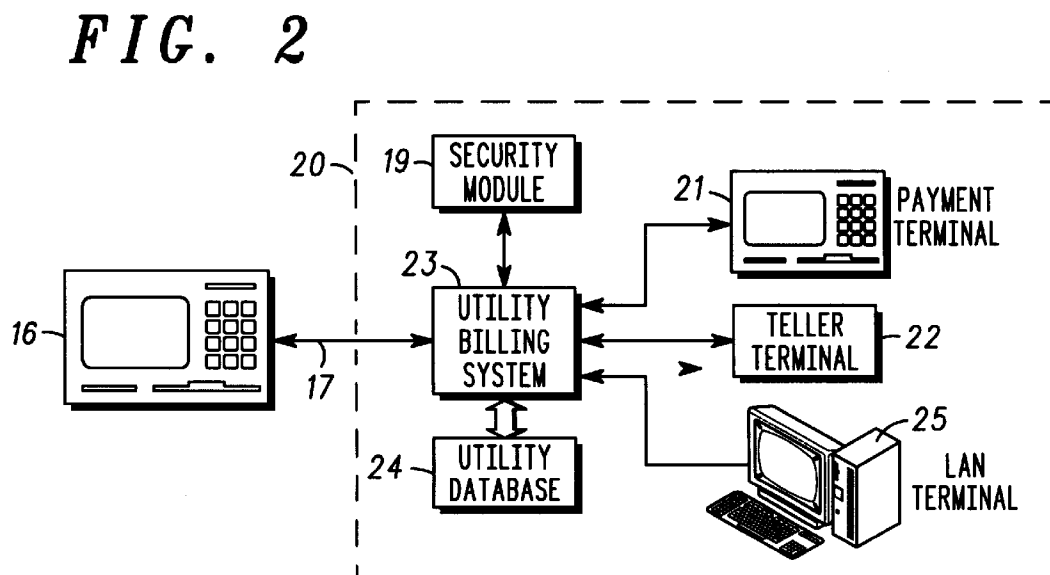 FIG. 2
20
19
SECURITY
MODULE
21
PAYMENT
TERMINAL
23
UTILITY
BILLING
SYSTEM
16
17
TELLER
TERMINAL
22
24
UTILITY
DATABASE
25
LAN
TERMINAL